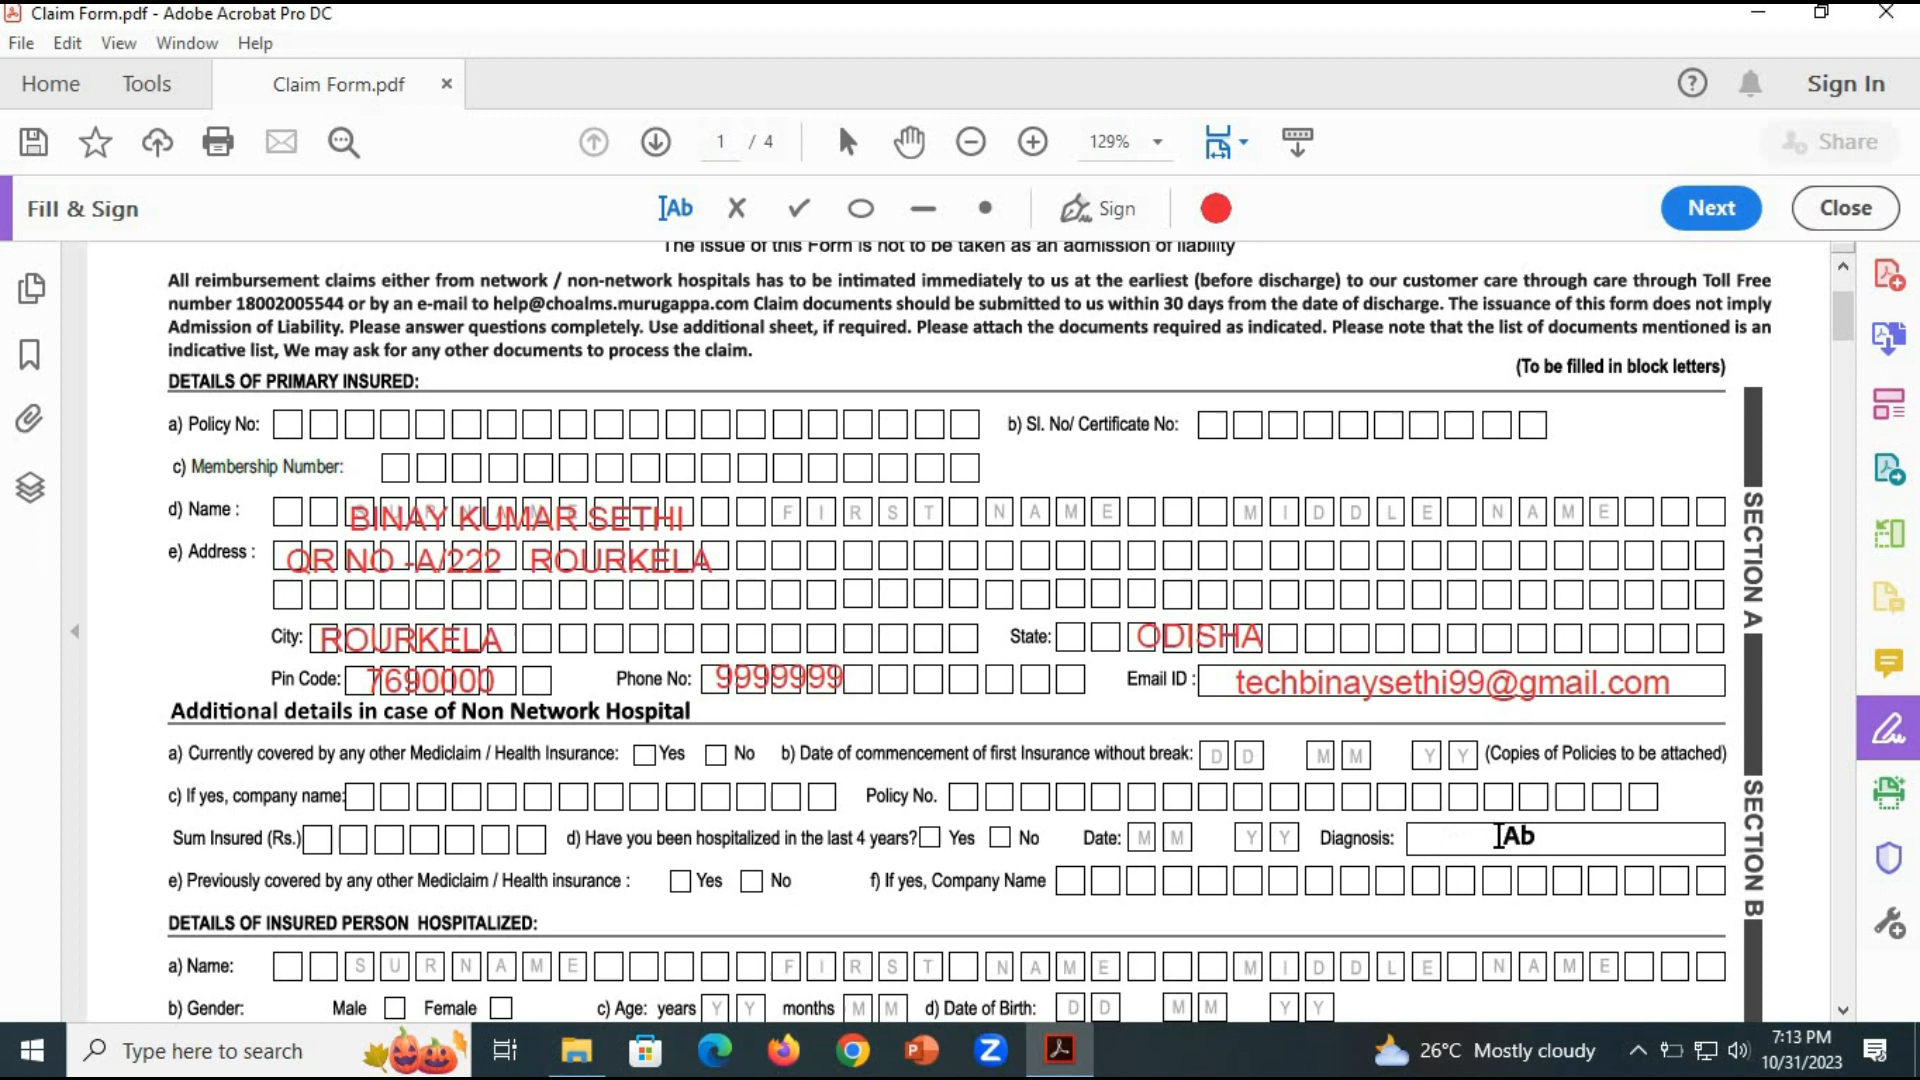 Claim Form.pdf - Adobe Acrobat Pro DC
File Edit View Window Help
Home Tools Claim Form.pdf × Sign In
1 / 4 129% Share
Fill & Sign Ab Sign Next Close
The issue of this Form is not to be taken as an admission of liability
All reimbursement claims either from network / non-network hospitals has to be intimated immediately to us at the earliest (before discharge) to our customer care through care through Toll Free
number 18002005544 or by an e-mail to help@choalms.murugappa.com Claim documents should be submitted to us within 30 days from the date of discharge. The issuance of this form does not imply
Admission of Liability. Please answer questions completely. Use additional sheet, if required. Please attach the documents required as indicated. Please note that the list of documents mentioned is an
indicative list, We may ask for any other documents to process the claim.
(To be filled in block letters)
DETAILS OF PRIMARY INSURED:
a) Policy No: b) Sl. No/ Certificate No:
c) Membership Number:
d) Name : BINAY KUMAR SETHI FIRST NAME MIDDLE NAME
e) Address : QR NO -A/222 ROURKELA
City: ROURKELA State: ODISHA
Pin Code: 7690000 Phone No: 9999999 Email ID : techbinaysethi99@gmail.com
SECTION A
Additional details in case of Non Network Hospital
a) Currently covered by any other Mediclaim / Health Insurance: Yes No b) Date of commencement of first Insurance without break: D D M M Y Y (Copies of Policies to be attached)
c) If yes, company name: Policy No.
Sum Insured (Rs.) d) Have you been hospitalized in the last 4 years? Yes No Date: M M Y Y Diagnosis: Ab
e) Previously covered by any other Mediclaim / Health insurance : Yes No f) If yes, Company Name
SECTION B
DETAILS OF INSURED PERSON HOSPITALIZED:
a) Name: SURNAME FIRST NAME MIDDLE NAME
b) Gender: Male Female c) Age: years Y Y months M M d) Date of Birth: D D M M Y Y
Type here to search 26°C Mostly cloudy 7:13 PM
10/31/2023